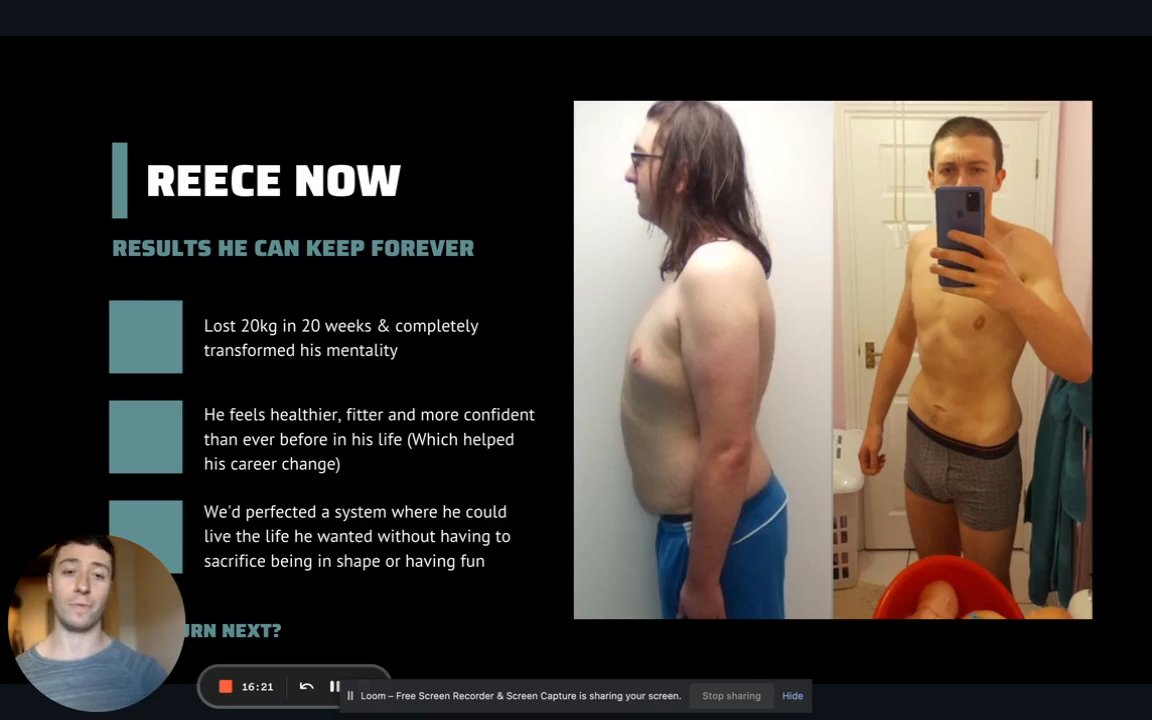 REECE NOW
RESULTS HE CAN KEEP FOREVER
Lost 20kg in 20 weeks & completely
transformed his mentality
He feels healthier, fitter and more confident
than ever before in his life (Which helped
his career change)
We'd perfected a system where he could
live the life he wanted without having to
sacrifice being in shape or having fun
NEXT?
16:21
Loom – Free Screen Recorder & Screen Capture is sharing your screen.
Stop sharing
Hide